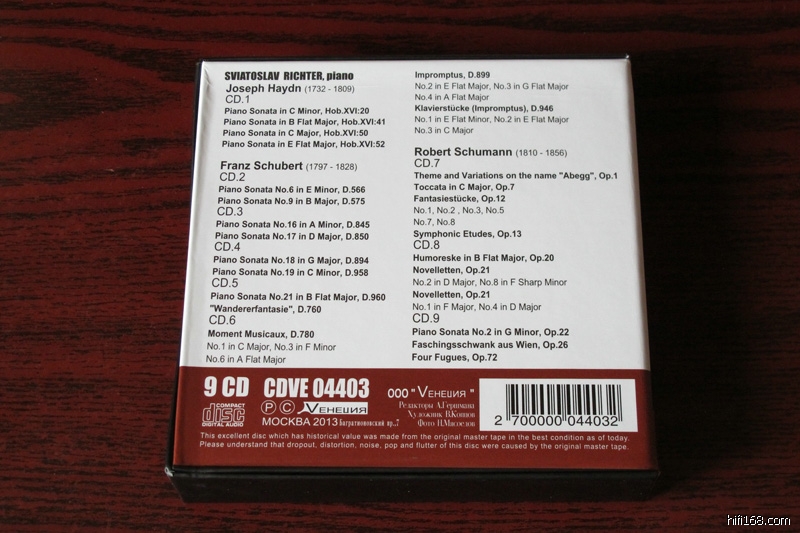 SVIATOSLAV RICHTER, piano
Joseph Haydn (1732 - 1809)
CD.1
Piano Sonata in C Minor, Hob.XVI:20
Piano Sonata in B Flat Major, Hob.XVI:41
Piano Sonata in C Major, Hob.XVI:50
Piano Sonata in E Flat Major, Hob.XVI:52
Franz Schubert (1797 - 1828)
CD.2
Piano Sonata No.6 in E Minor, D.566
Piano Sonata No.9 in B Major, D.575
CD.3
Piano Sonata No.16 in A Minor, D.845
Piano Sonata No.17 in D Major, D.850
CD.4
Piano Sonata No.18 in G Major, D.894
Piano Sonata No.19 in C Minor, D.958
CD.5
Piano Sonata No.21 in B Flat Major, D.960
"Wandererfantasie", D.760
CD.6
Moment Musicaux, D.780
No.1 in C Major, No.3 in F Minor
No.6 in A Flat Major
Impromptus, D.899
No.2 in E Flat Major, No.3 in G Flat Major
No.4 in A Flat Major
Klavierstücke (Impromptus), D.946
No.1 in E Flat Minor, No.2 in E Flat Major
No.3 in C Major
Robert Schumann (1810 - 1856)
CD.7
Theme and Variations on the name "Abegg", Op.1
Toccata in C Major, Op.7
Fantasiestücke, Op.12
No.1, No.2 , No.3, No.5
No.7, No.8
Symphonic Etudes, Op.13
CD.8
Humoreske in B Flat Major, Op.20
Novelletten, Op.21
No.2 in D Major, No.8 in F Sharp Minor
Novelletten, Op.21
No.1 in F Major, No.4 in D Major
CD.9
Piano Sonata No.2 in G Minor, Op.22
Faschingsschwank aus Wien, Op.26
Four Fugues, Op.72
9 CD CDVE 04403
COMPACT
disc
DIGITAL AUDIO
Ⓟ Ⓒ Vенеция
МОСКВА 2013 Багратионовский пр.,7
ООО " Vенеция "
Редакторы А.Гершмана
Художник В.Кошнов
Фото Н.Масоедов
2 700000 044032
This excellent disc which has historical value was made from the original master tape in the best condition as of today.
Please understand that dropout, distortion, noise, pop and flutter of this disc were caused by the original master tape.
hifi168.com